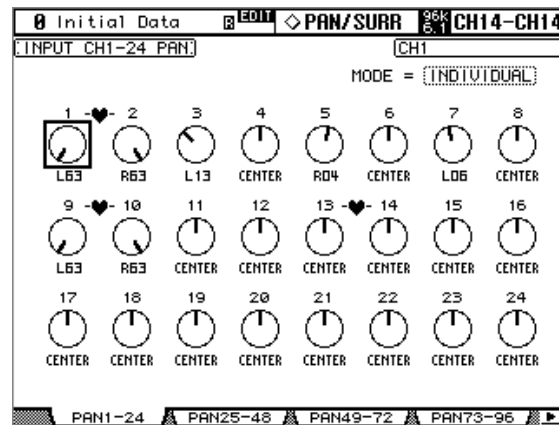 0 Initial Data R EDIT ◇PAN/SURR 96k 6.1 CH14-CH14
INPUT CH1-24 PAN CH1
MODE = INDIVIDUAL
1 -♥- 2 3 4 5 6 7 8
L63 R63 L13 CENTER R04 CENTER L06 CENTER
9 -♥- 10 11 12 13 -♥- 14 15 16
L63 R63 CENTER CENTER CENTER CENTER CENTER CENTER
17 18 19 20 21 22 23 24
CENTER CENTER CENTER CENTER CENTER CENTER CENTER CENTER
PAN1-24 PAN25-48 PAN49-72 PAN73-96